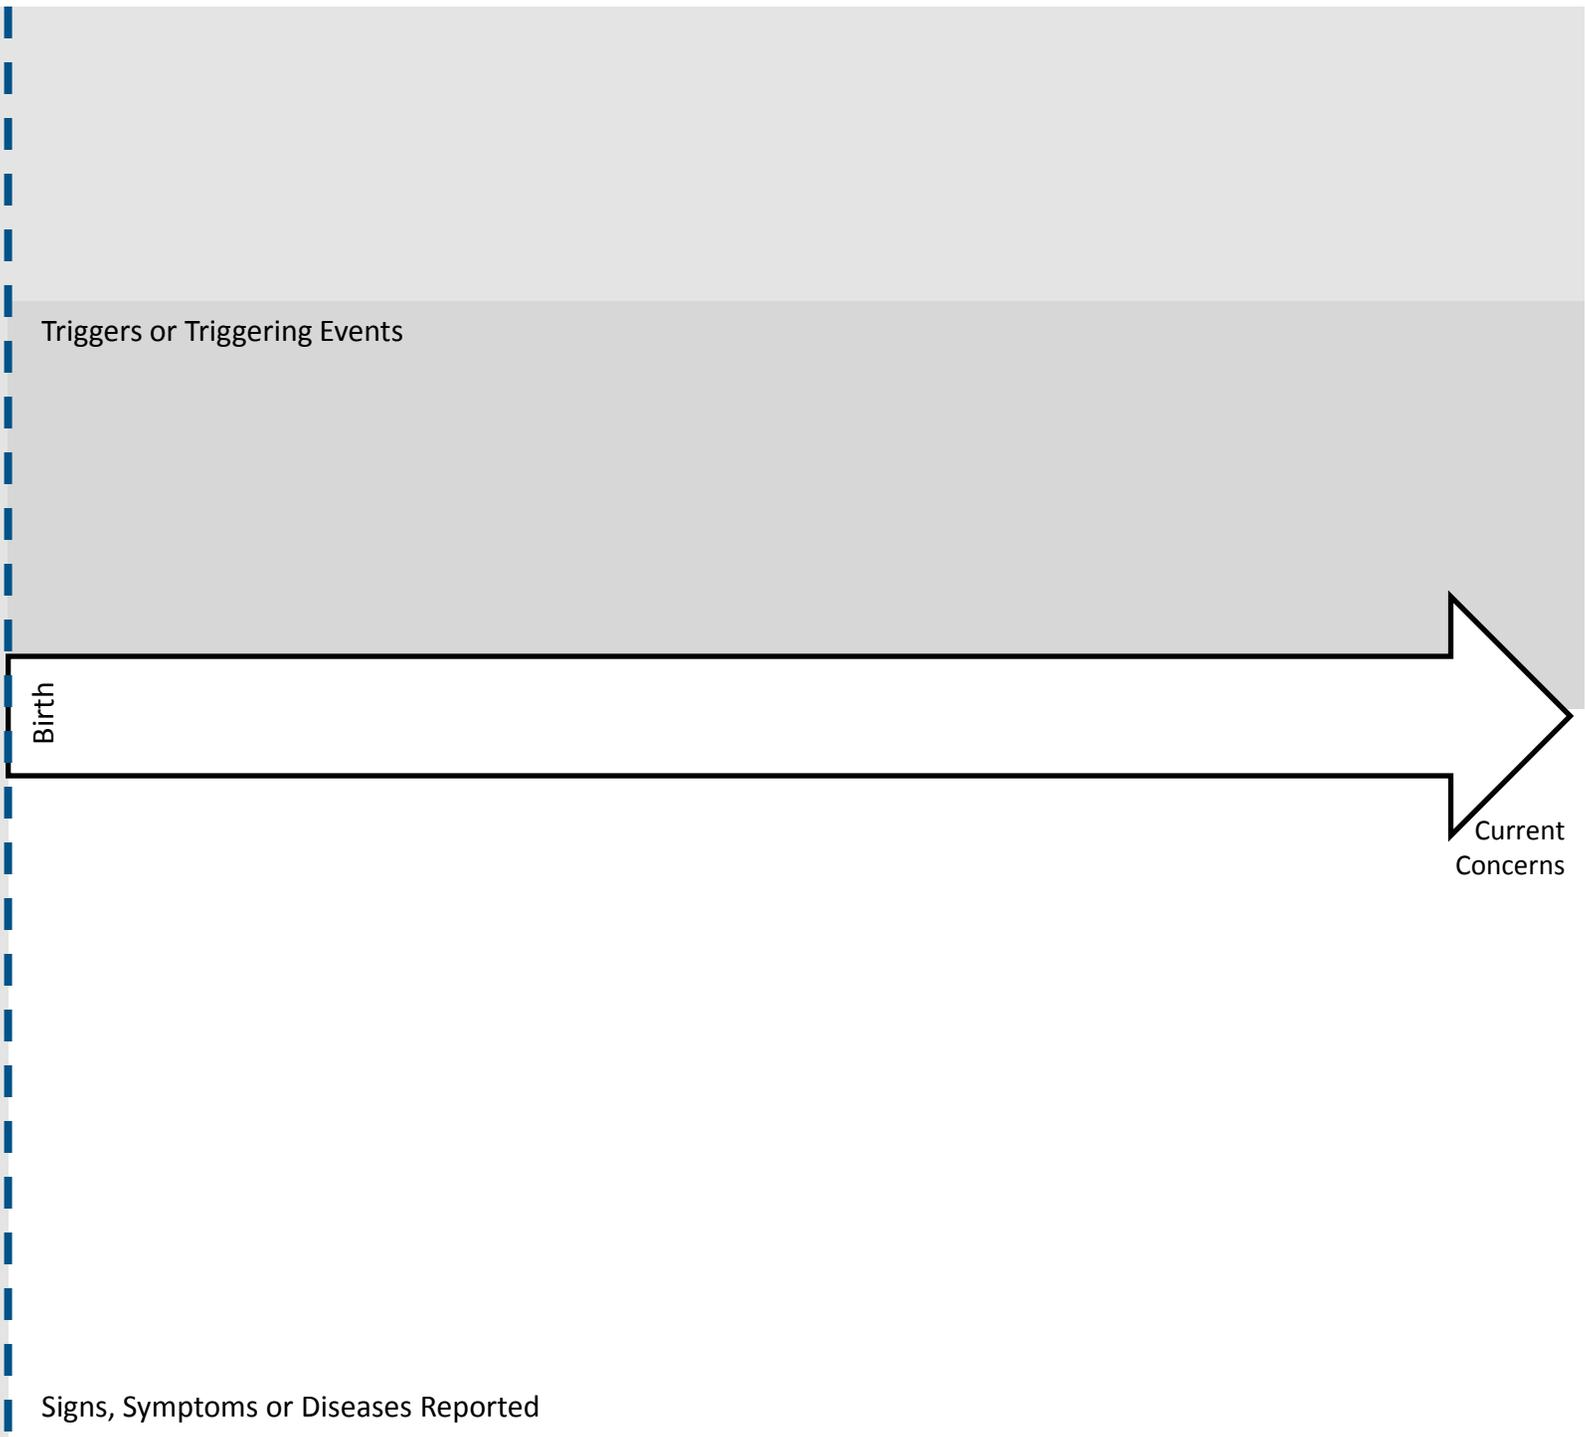 Triggers or Triggering Events
Birth
Current
Concerns
Signs, Symptoms or Diseases Reported